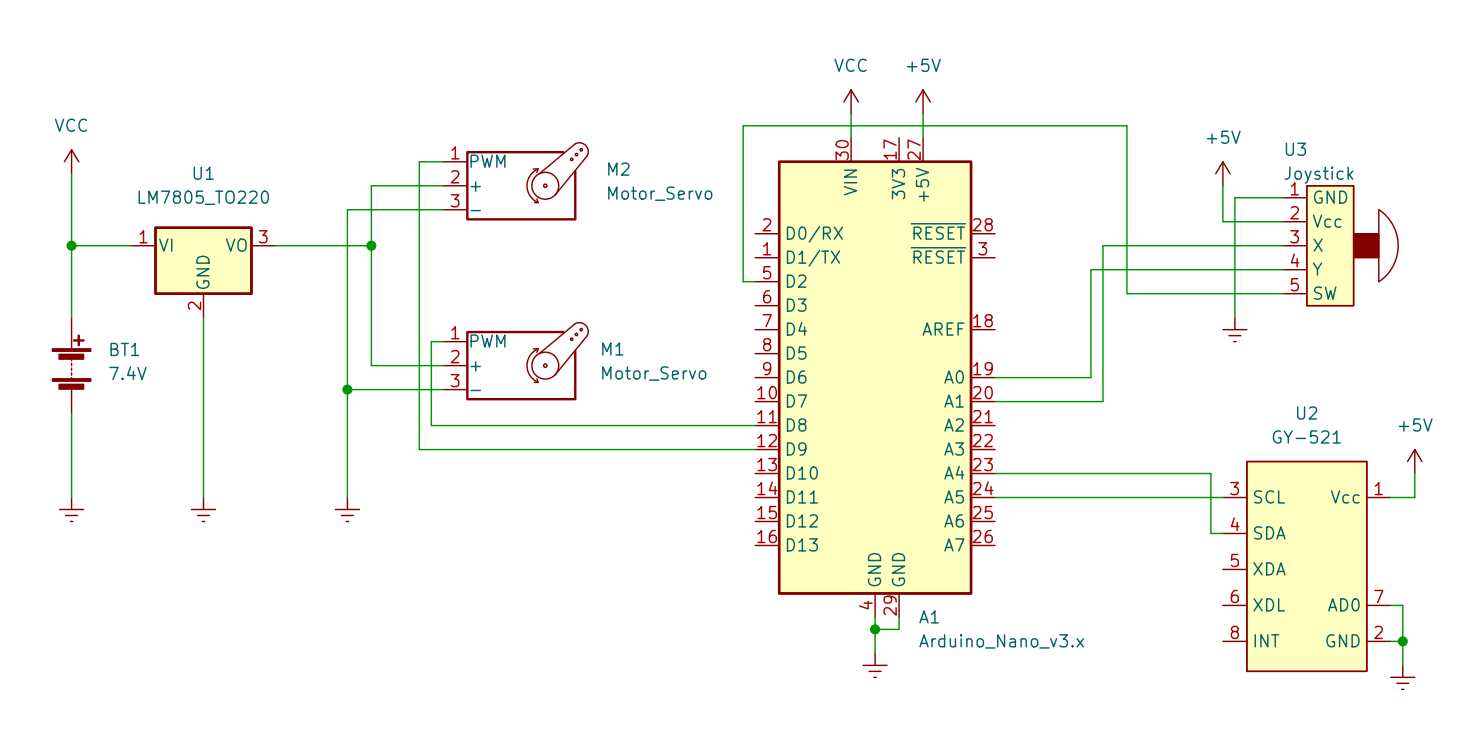 VCC
U1
LM7805_TO220
1 VI VO 3
GND
2
+
BT1
7.4V
1 PWM
2 +
3 -
M2
Motor_Servo
1 PWM
2 +
3 -
M1
Motor_Servo
VCC +5V
30 17 27
VIN 3V3 +5V
2 D0/RX RESET 28
1 D1/TX RESET 3
5 D2
6 D3
7 D4 AREF 18
8 D5
9 D6 A0 19
10 D7 A1 20
11 D8 A2 21
12 D9 A3 22
13 D10 A4 23
14 D11 A5 24
15 D12 A6 25
16 D13 A7 26
GND GND
4 29
A1
Arduino_Nano_v3.x
+5V
U3
Joystick
1 GND
2 Vcc
3 X
4 Y
5 SW
U2
GY-521
+5V
3 SCL Vcc 1
4 SDA
5 XDA
6 XDL AD0 7
8 INT GND 2